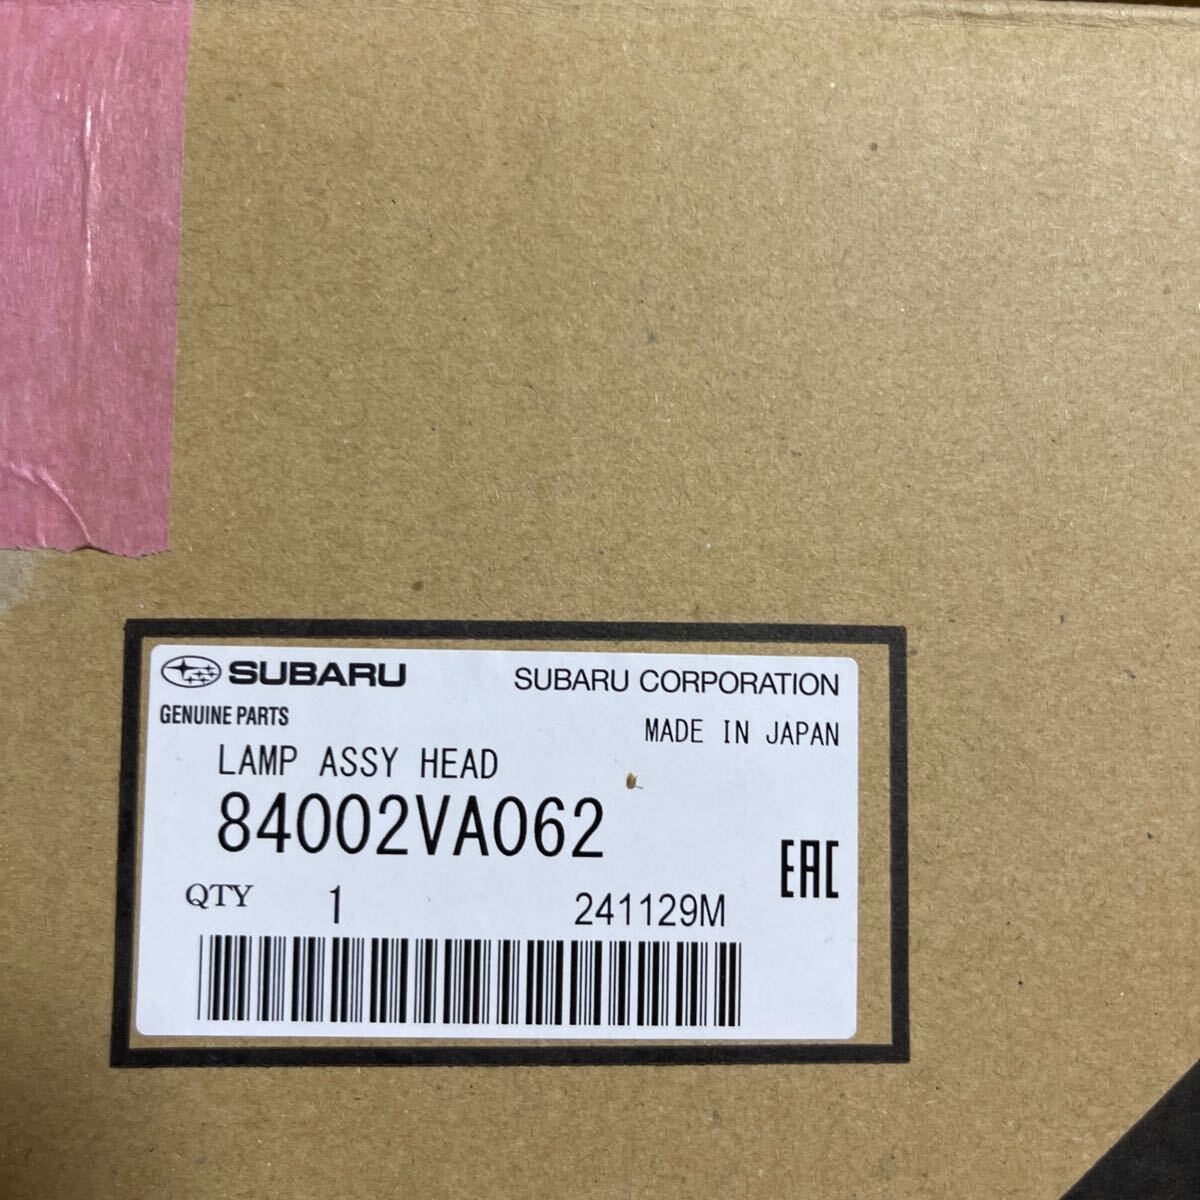 SUBARU SUBARU CORPORATION
GENUINE PARTS MADE IN JAPAN
LAMP ASSY HEAD
84002VA062
EAC
QTY 1 241129M